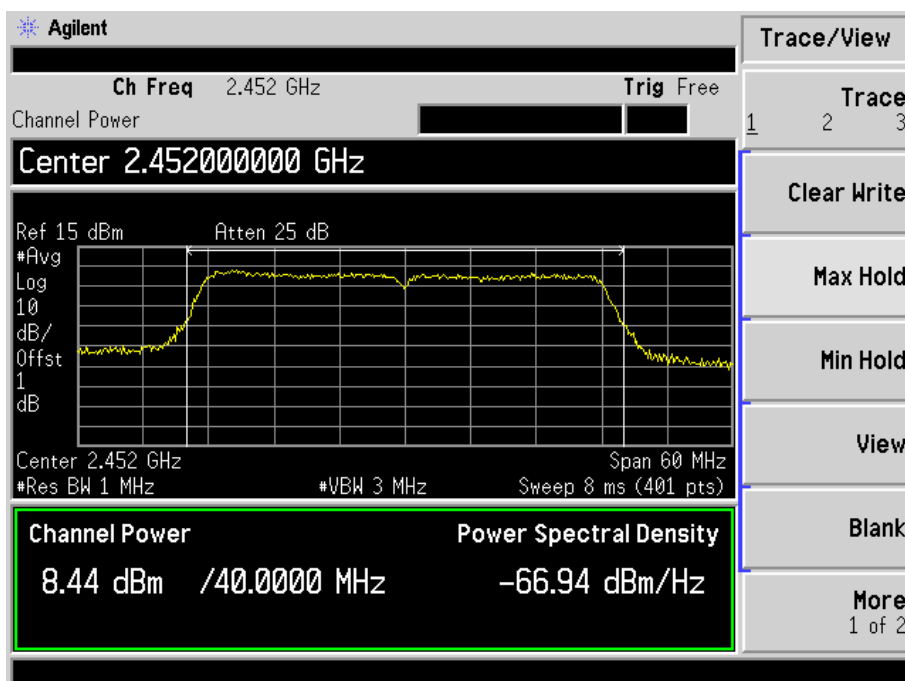 Agilent
Ch Freq 2.452 GHz Trig Free
Channel Power
Center 2.452000000 GHz
Ref 15 dBm Atten 25 dB
#Avg
Log
10
dB/
Offst
1
dB
Center 2.452 GHz Span 60 MHz
#Res BW 1 MHz #VBW 3 MHz Sweep 8 ms (401 pts)
Channel Power Power Spectral Density
8.44 dBm /40.0000 MHz -66.94 dBm/Hz
Trace/View
Trace
1 2 3
Clear Write
Max Hold
Min Hold
View
Blank
More
1 of 2